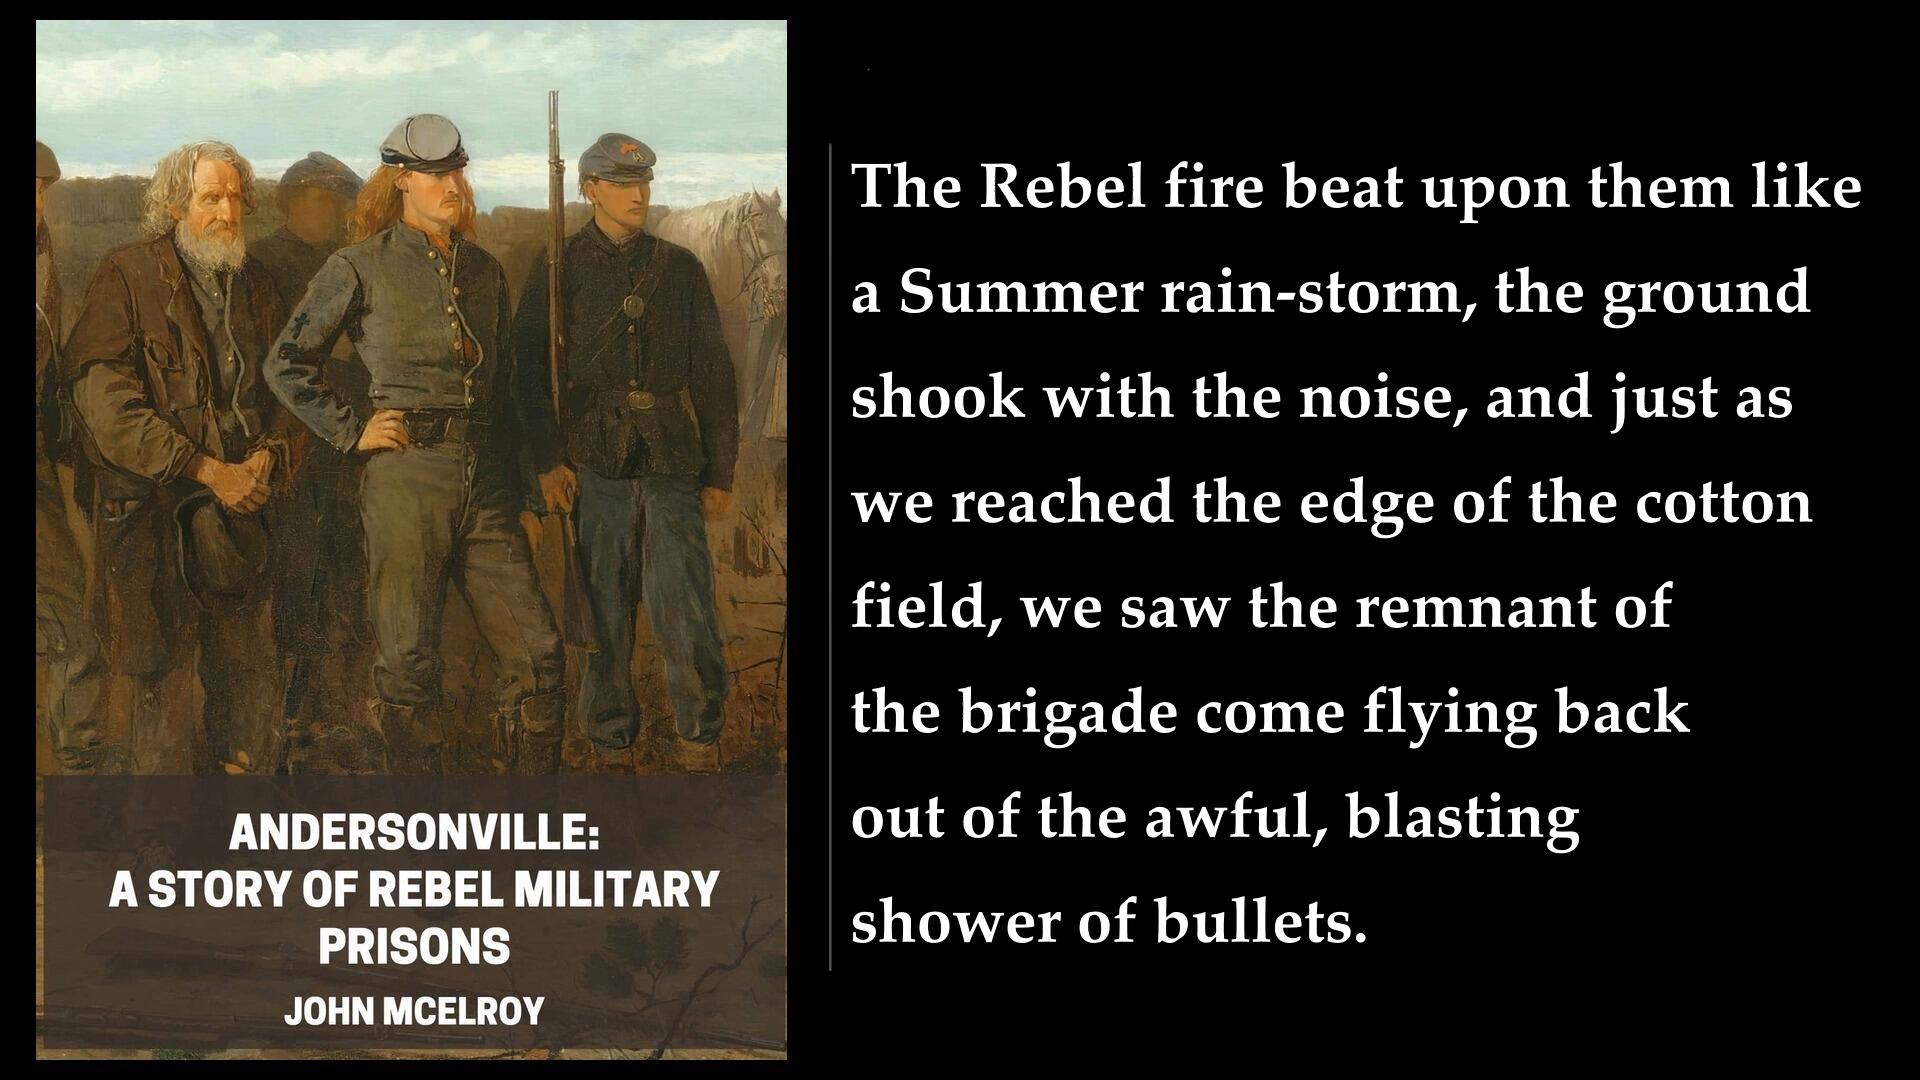 ANDERSONVILLE:
A STORY OF REBEL MILITARY
PRISONS
JOHN MCELROY
The Rebel fire beat upon them like
a Summer rain-storm, the ground
shook with the noise, and just as
we reached the edge of the cotton
field, we saw the remnant of
the brigade come flying back
out of the awful, blasting
shower of bullets.